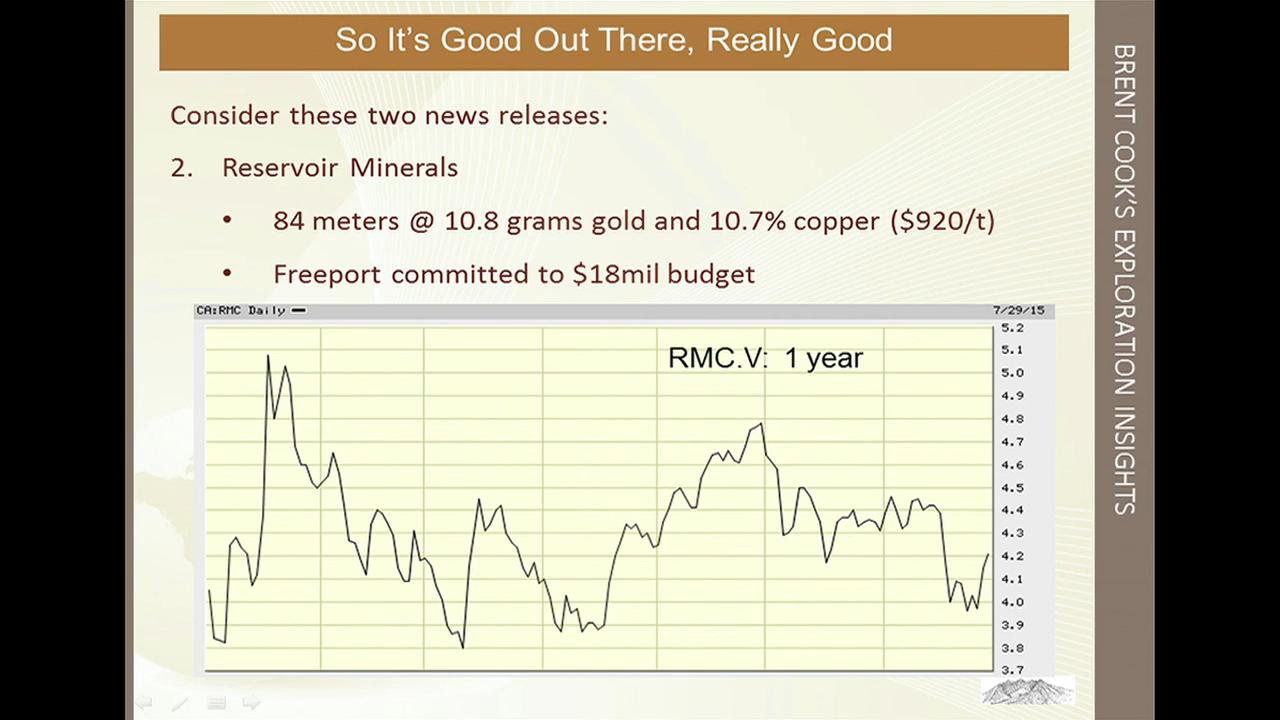 So It's Good Out There, Really Good
Consider these two news releases:
2. Reservoir Minerals
• 84 meters @ 10.8 grams gold and 10.7% copper ($920/t)
• Freeport committed to $18mil budget
CA:RMC Daily
7/29/15
RMC.V: 1 year
5.2
5.1
5.0
4.9
4.8
4.7
4.6
4.5
4.4
4.3
4.2
4.1
4.0
3.9
3.8
3.7
BRENT COOK'S EXPLORATION INSIGHTS